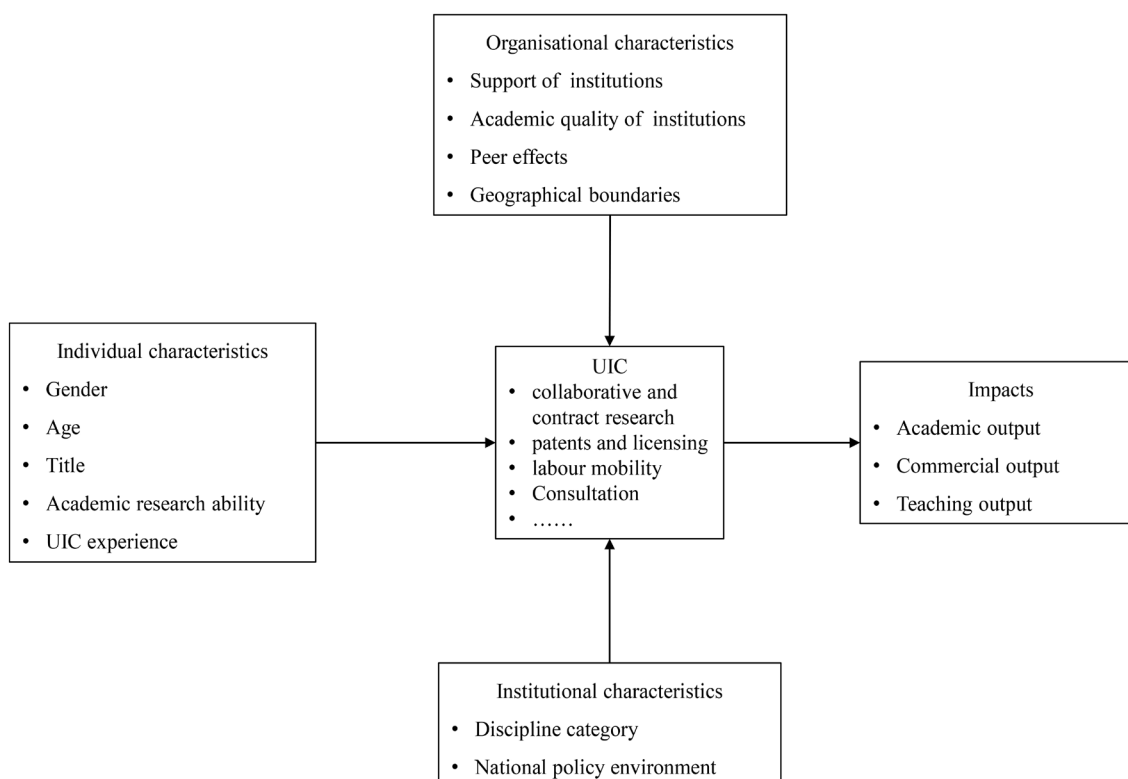 Organisational characteristics
• Support of institutions
• Academic quality of institutions
• Peer effects
• Geographical boundaries
Individual characteristics
• Gender
• Age
• Title
• Academic research ability
• UIC experience
UIC
• collaborative and
contract research
• patents and licensing
• labour mobility
• Consultation
• ……
Impacts
• Academic output
• Commercial output
• Teaching output
Institutional characteristics
• Discipline category
• National policy environment